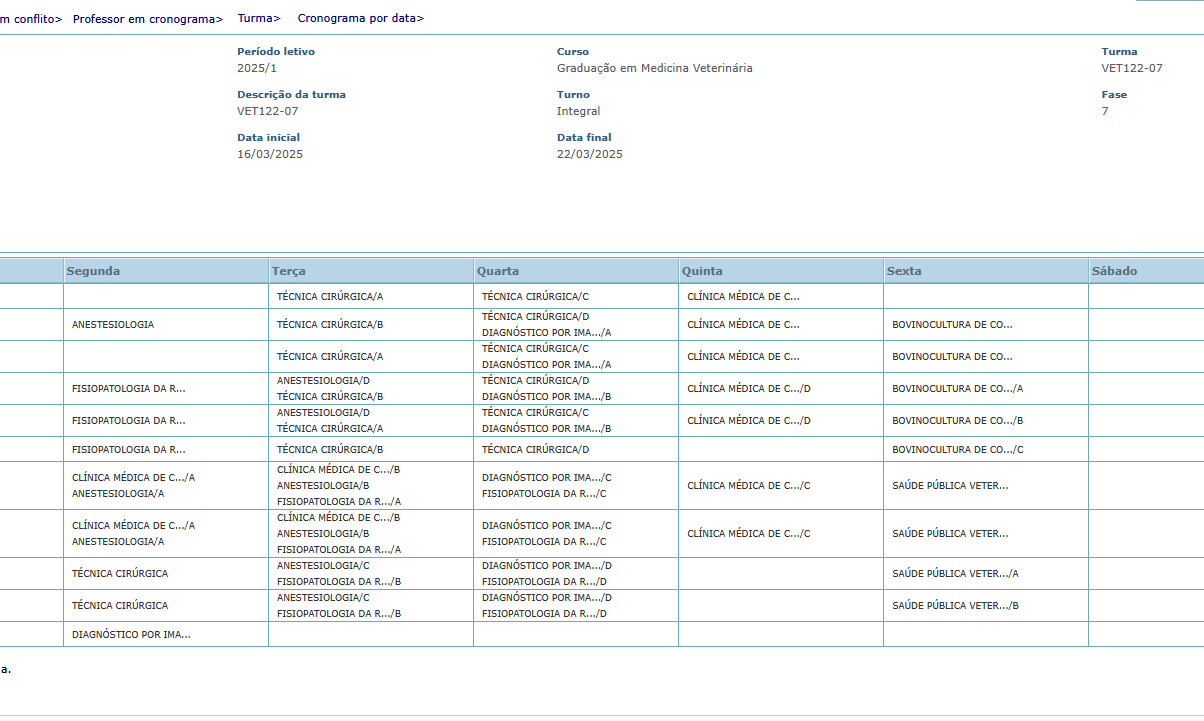 m conflito> Professor em cronograma> Turma> Cronograma por data>
Período letivo Curso Turma
2025/1 Graduação em Medicina Veterinária VET122-07
Descrição da turma Turno Fase
VET122-07 Integral 7
Data inicial Data final
16/03/2025 22/03/2025
Segunda Terça Quarta Quinta Sexta Sábado
TÉCNICA CIRÚRGICA/A TÉCNICA CIRÚRGICA/C CLÍNICA MÉDICA DE C...
TÉCNICA CIRÚRGICA/D
ANESTESIOLOGIA TÉCNICA CIRÚRGICA/B CLÍNICA MÉDICA DE C... BOVINOCULTURA DE CO...
DIAGNÓSTICO POR IMA.../A
TÉCNICA CIRÚRGICA/C
TÉCNICA CIRÚRGICA/A CLÍNICA MÉDICA DE C... BOVINOCULTURA DE CO...
DIAGNÓSTICO POR IMA.../A
ANESTESIOLOGIA/D TÉCNICA CIRÚRGICA/D
FISIOPATOLOGIA DA R... CLÍNICA MÉDICA DE C.../D BOVINOCULTURA DE CO.../A
TÉCNICA CIRÚRGICA/B DIAGNÓSTICO POR IMA.../B
ANESTESIOLOGIA/D TÉCNICA CIRÚRGICA/C
FISIOPATOLOGIA DA R... CLÍNICA MÉDICA DE C.../D BOVINOCULTURA DE CO.../B
TÉCNICA CIRÚRGICA/A DIAGNÓSTICO POR IMA.../B
FISIOPATOLOGIA DA R... TÉCNICA CIRÚRGICA/B TÉCNICA CIRÚRGICA/D BOVINOCULTURA DE CO.../C
CLÍNICA MÉDICA DE C.../B
CLÍNICA MÉDICA DE C.../A DIAGNÓSTICO POR IMA.../C
ANESTESIOLOGIA/B CLÍNICA MÉDICA DE C.../C SAÚDE PÚBLICA VETER...
ANESTESIOLOGIA/A FISIOPATOLOGIA DA R.../C
FISIOPATOLOGIA DA R.../A
CLÍNICA MÉDICA DE C.../B
CLÍNICA MÉDICA DE C.../A DIAGNÓSTICO POR IMA.../C
ANESTESIOLOGIA/B CLÍNICA MÉDICA DE C.../C SAÚDE PÚBLICA VETER...
ANESTESIOLOGIA/A FISIOPATOLOGIA DA R.../C
FISIOPATOLOGIA DA R.../A
ANESTESIOLOGIA/C DIAGNÓSTICO POR IMA.../D
TÉCNICA CIRÚRGICA SAÚDE PÚBLICA VETER.../A
FISIOPATOLOGIA DA R.../B FISIOPATOLOGIA DA R.../D
ANESTESIOLOGIA/C DIAGNÓSTICO POR IMA.../D
TÉCNICA CIRÚRGICA SAÚDE PÚBLICA VETER.../B
FISIOPATOLOGIA DA R.../B FISIOPATOLOGIA DA R.../D
DIAGNÓSTICO POR IMA...
a.